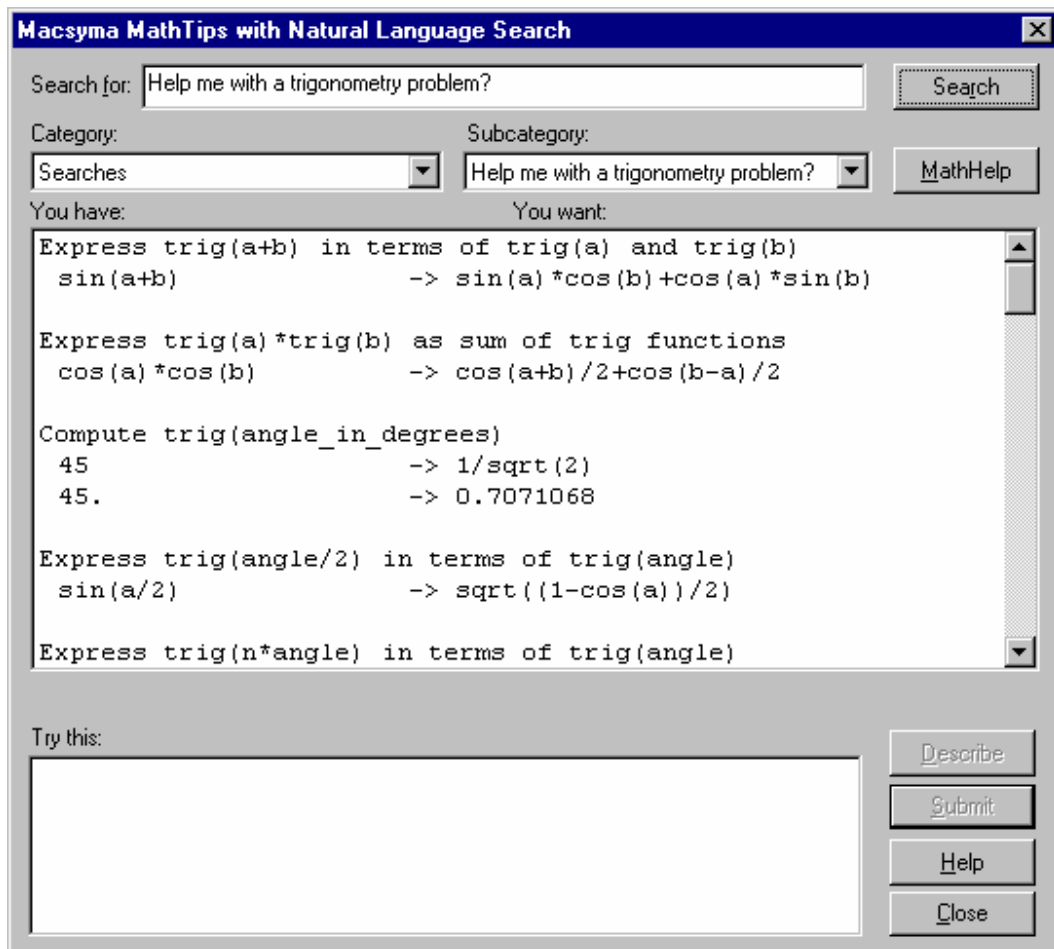 Macsyma MathTips with Natural Language Search
Search for: Help me with a trigonometry problem? Search
Category: Subcategory:
Searches Help me with a trigonometry problem? MathHelp
You have: You want:
Express trig(a+b) in terms of trig(a) and trig(b)
sin(a+b) -> sin(a)*cos(b)+cos(a)*sin(b)
Express trig(a)*trig(b) as sum of trig functions
cos(a)*cos(b) -> cos(a+b)/2+cos(b-a)/2
Compute trig(angle_in_degrees)
45 -> 1/sqrt(2)
45. -> 0.7071068
Express trig(angle/2) in terms of trig(angle)
sin(a/2) -> sqrt((1-cos(a))/2)
Express trig(n*angle) in terms of trig(angle)
Try this:
Describe
Submit
Help
Close